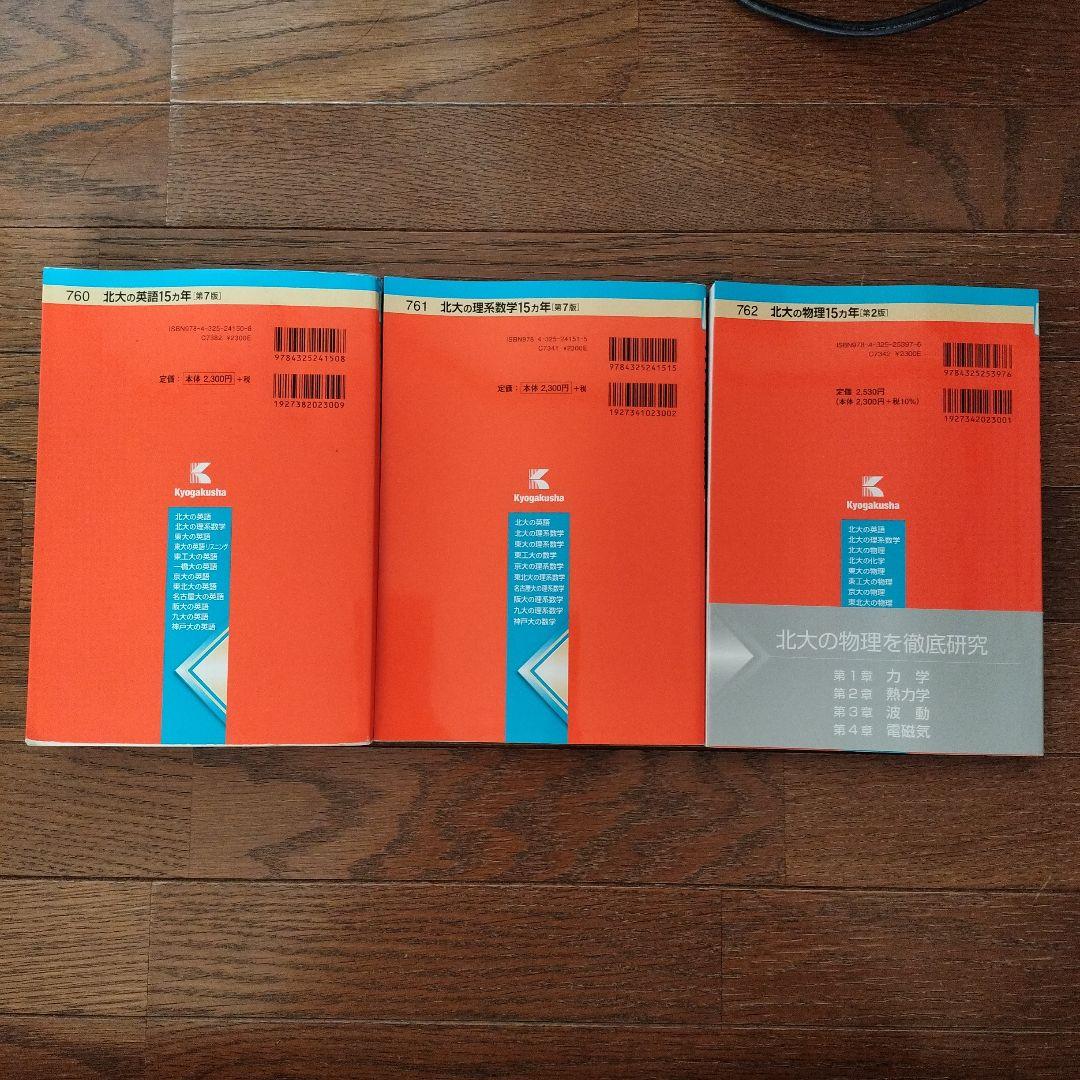 760 北大の英語15カ年[第7版]
ISBN978-4-325-24150-8
C7382 ¥2300E
9784325241508
定価：本体 2,300円＋税
1927382023009
Kyogakusha
北大の英語
北大の理系数学
東大の英語
東大の英語リスニング
東工大の英語
一橋大の英語
京大の英語
東北大の英語
名古屋大の英語
阪大の英語
九大の英語
神戸大の英語
761 北大の理系数学15カ年[第7版]
ISBN978-4-325-24151-5
C7341 ¥2300E
9784325241515
定価：本体 2,300円＋税
1927341023002
Kyogakusha
北大の英語
北大の理系数学
東大の理系数学
東工大の数学
京大の理系数学
東北大の理系数学
名古屋大の理系数学
阪大の理系数学
九大の理系数学
神戸大の数学
762 北大の物理15カ年[第2版]
ISBN978-4-325-25397-6
C7342 ¥2300E
9784325253976
定価 2,530円
（本体 2,300円＋税10%）
1927342023001
Kyogakusha
北大の英語
北大の理系数学
北大の物理
北大の化学
東大の物理
東工大の物理
京大の物理
東北大の物理
北大の物理を徹底研究
第1章 力 学
第2章 熱力学
第3章 波 動
第4章 電磁気